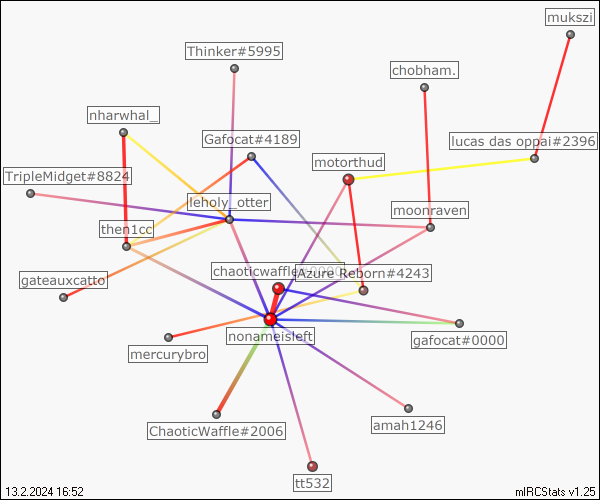 mukszi
Thinker#5995
chobham.
nharwhal_
Gafocat#4189
lucas das oppai#2396
motorthud
TripleMidget#8824
leholy_otter
moonraven
then1cc
chaoticwaffle#0000
Azure Reborn#4243
gateauxcatto
nonameisleft
gafocat#0000
mercurybro
amah1246
ChaoticWaffle#2006
tt532
13.2.2024 16:52
mIRCStats v1.25